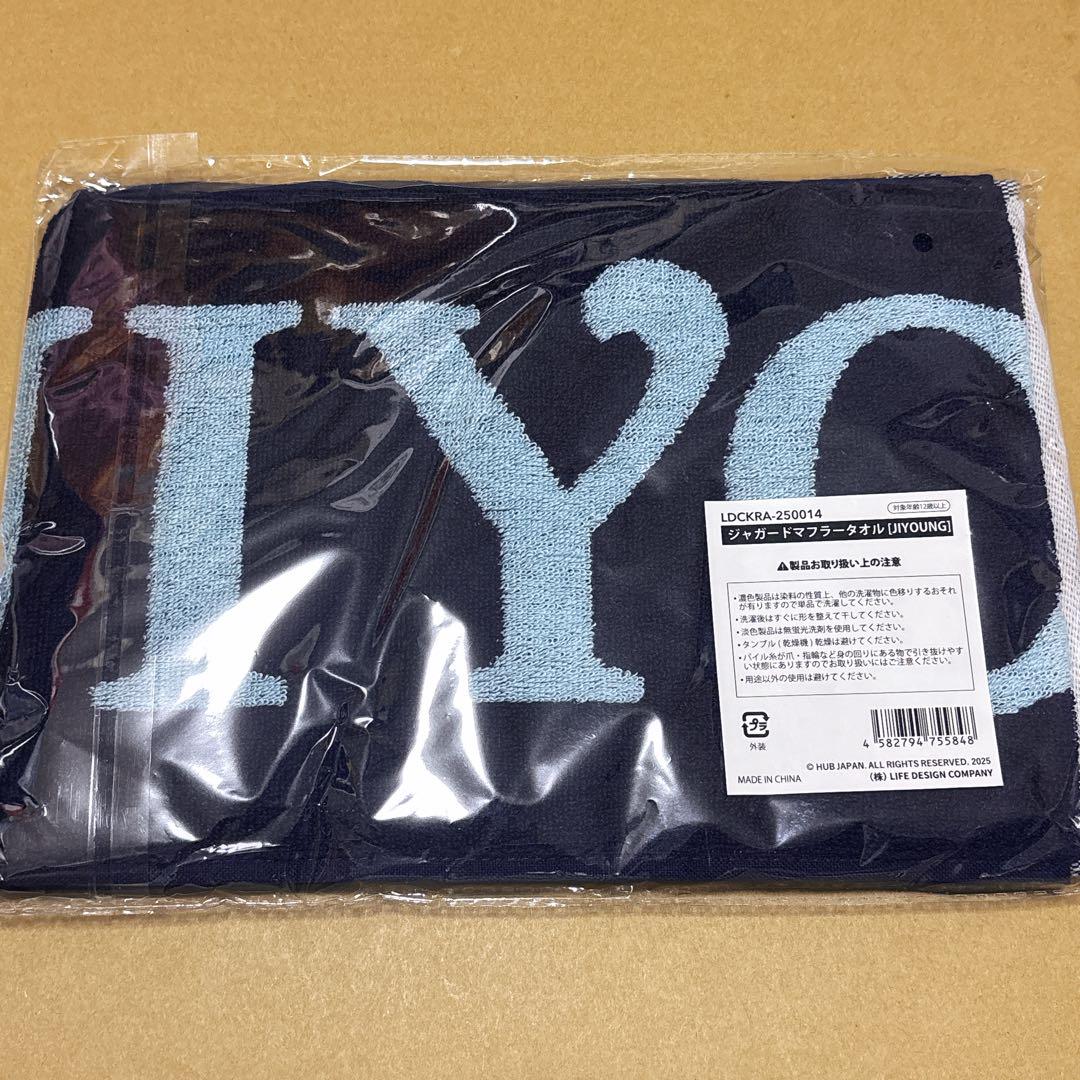 IYO
LDCKRA-250014
対象年齢12歳以上
ジャガードマフラータオル [JIYOUNG]
⚠製品お取り扱い上の注意
・濃色製品は染料の性質上、他の洗濯物に色移りするおそれ
が有りますので単品で洗濯してください。
・洗濯後はすぐに形を整えて干してください。
・淡色製品は無蛍光洗剤を使用してください。
・タンブル(乾燥機)乾燥は避けてください。
・パイル糸が爪・指輪など身の回りにある物で引き抜けやす
い状態にありますのでお取り扱いにはご注意ください。
・用途以外の使用は避けてください。
プラ
外装
4 582794 755848
© HUB JAPAN. ALL RIGHTS RESERVED. 2025
MADE IN CHINA
(株) LIFE DESIGN COMPANY